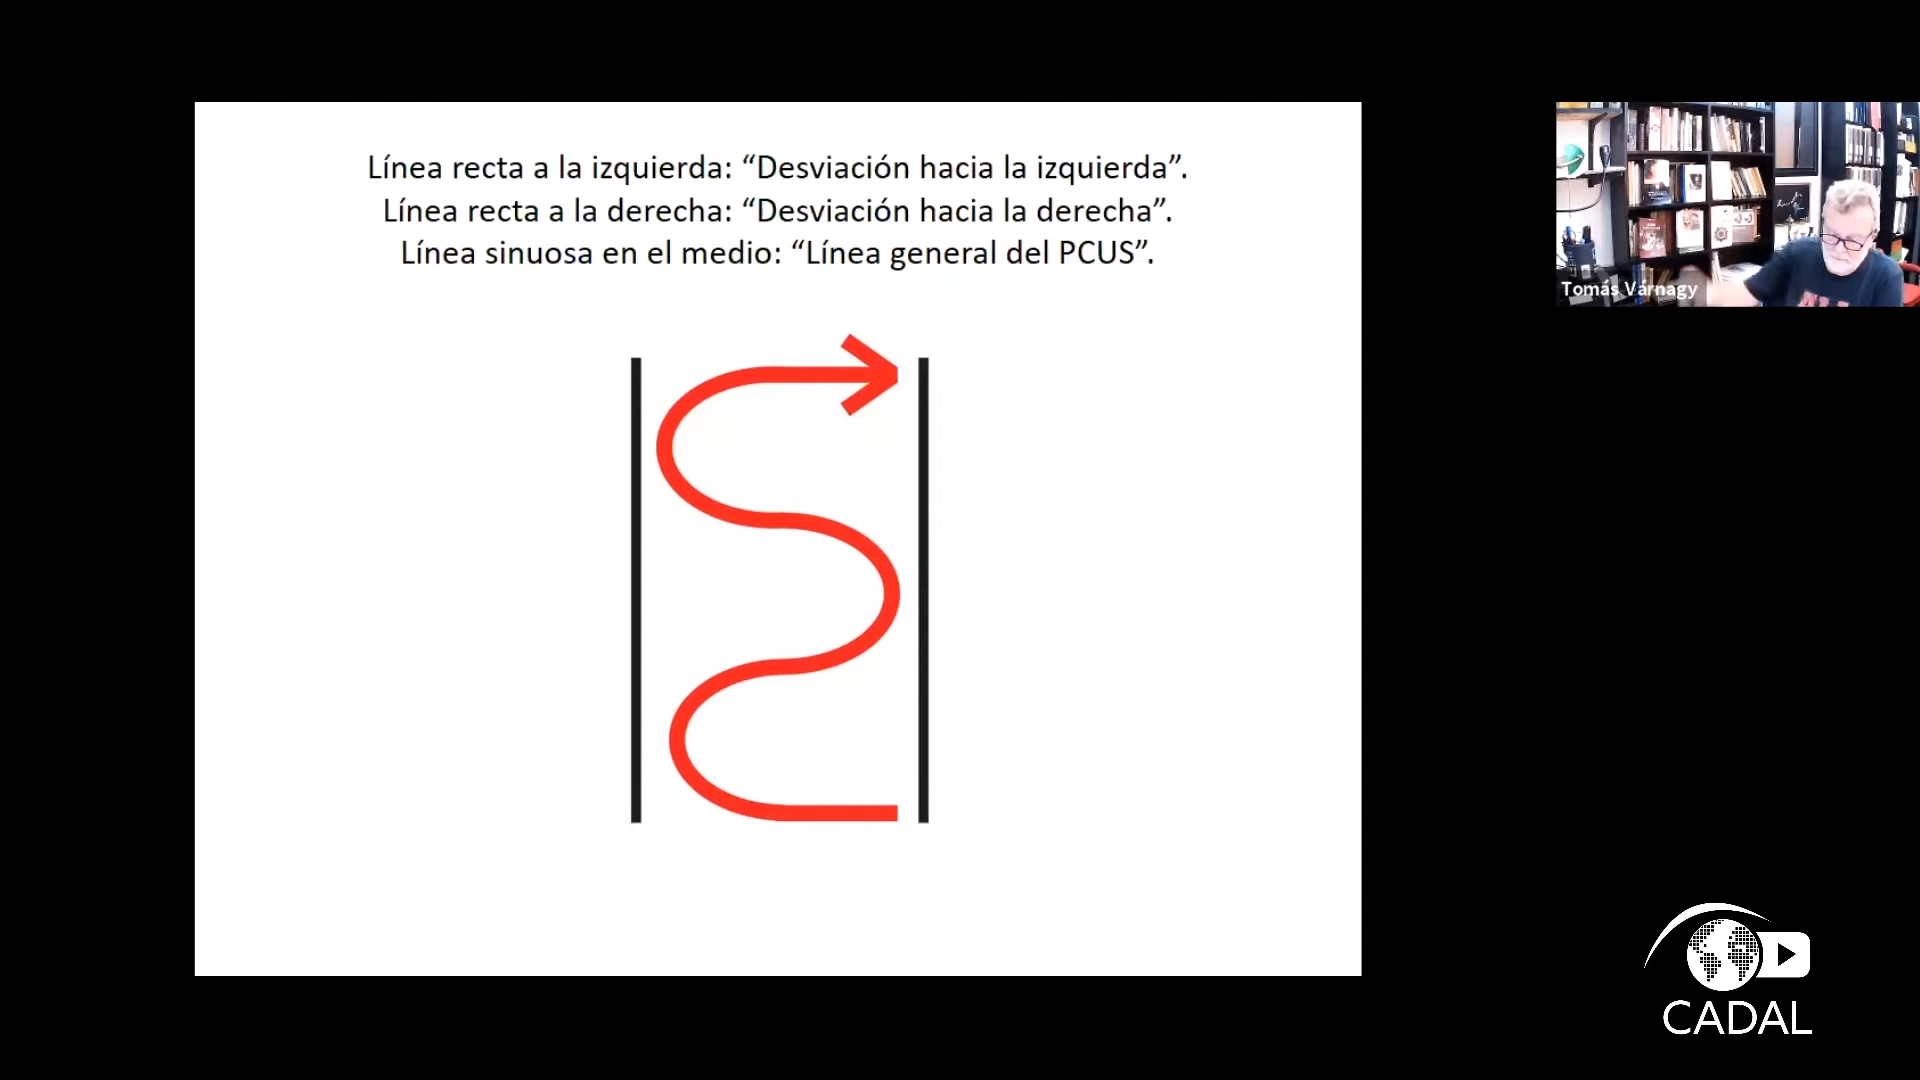 Línea recta a la izquierda: “Desviación hacia la izquierda”.
Línea recta a la derecha: “Desviación hacia la derecha”.
Línea sinuosa en el medio: “Línea general del PCUS”.
Tomás Várnagy
CADAL